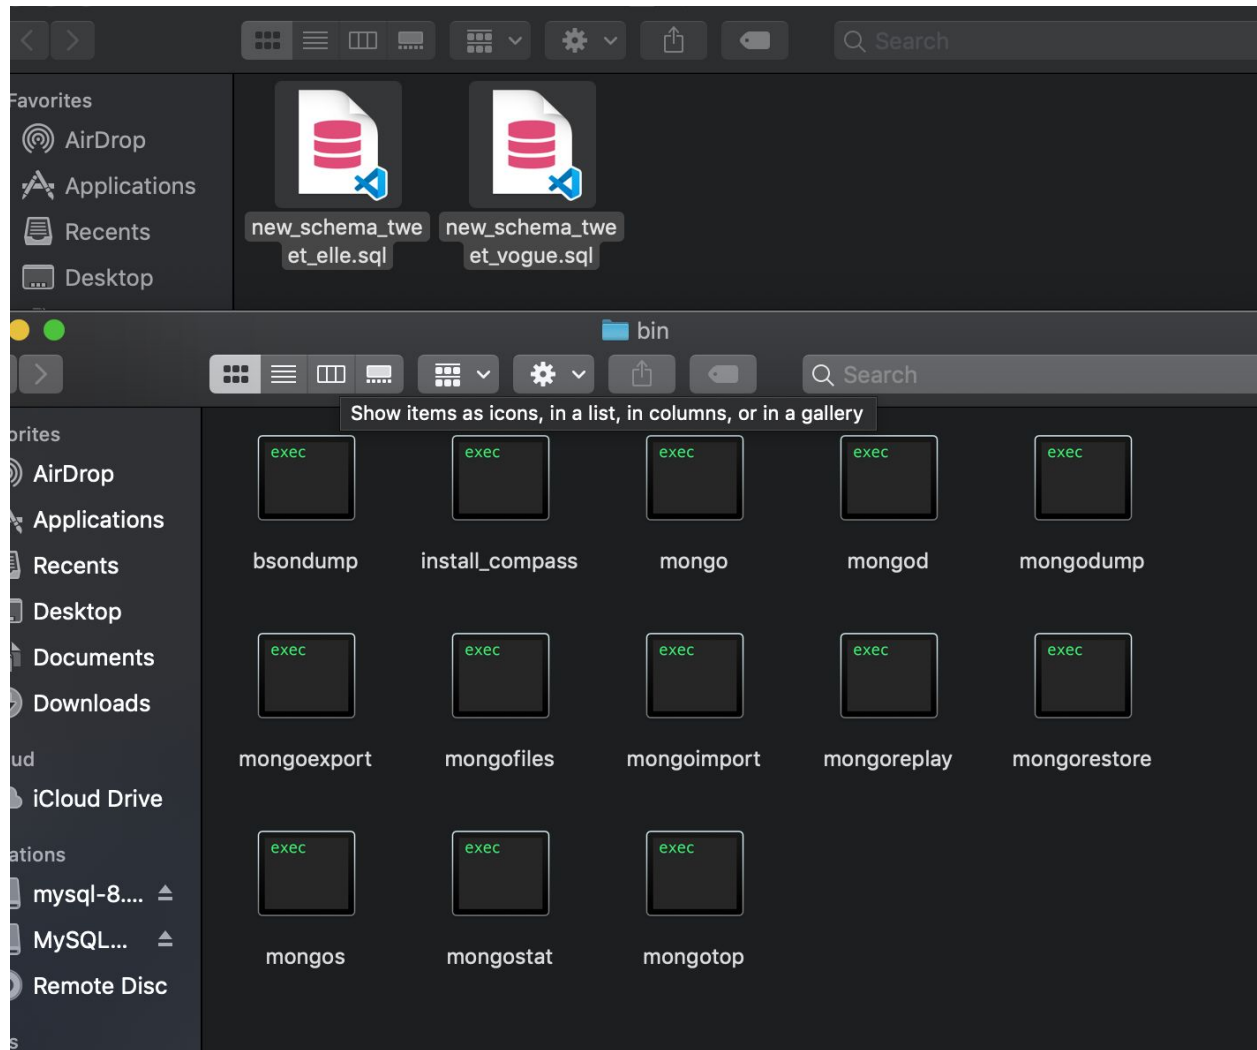 Search
Favorites
AirDrop
Applications
Recents
Desktop
new_schema_twe
et_elle.sql
new_schema_twe
et_vogue.sql
bin
Search
Show items as icons, in a list, in columns, or in a gallery
orites
AirDrop
Applications
Recents
Desktop
Documents
Downloads
ud
iCloud Drive
ations
mysql-8....
MySQL...
Remote Disc
s
exec
exec
exec
exec
exec
bsondump
install_compass
mongo
mongod
mongodump
exec
exec
exec
exec
exec
mongoexport
mongofiles
mongoimport
mongoreplay
mongorestore
exec
exec
exec
mongos
mongostat
mongotop